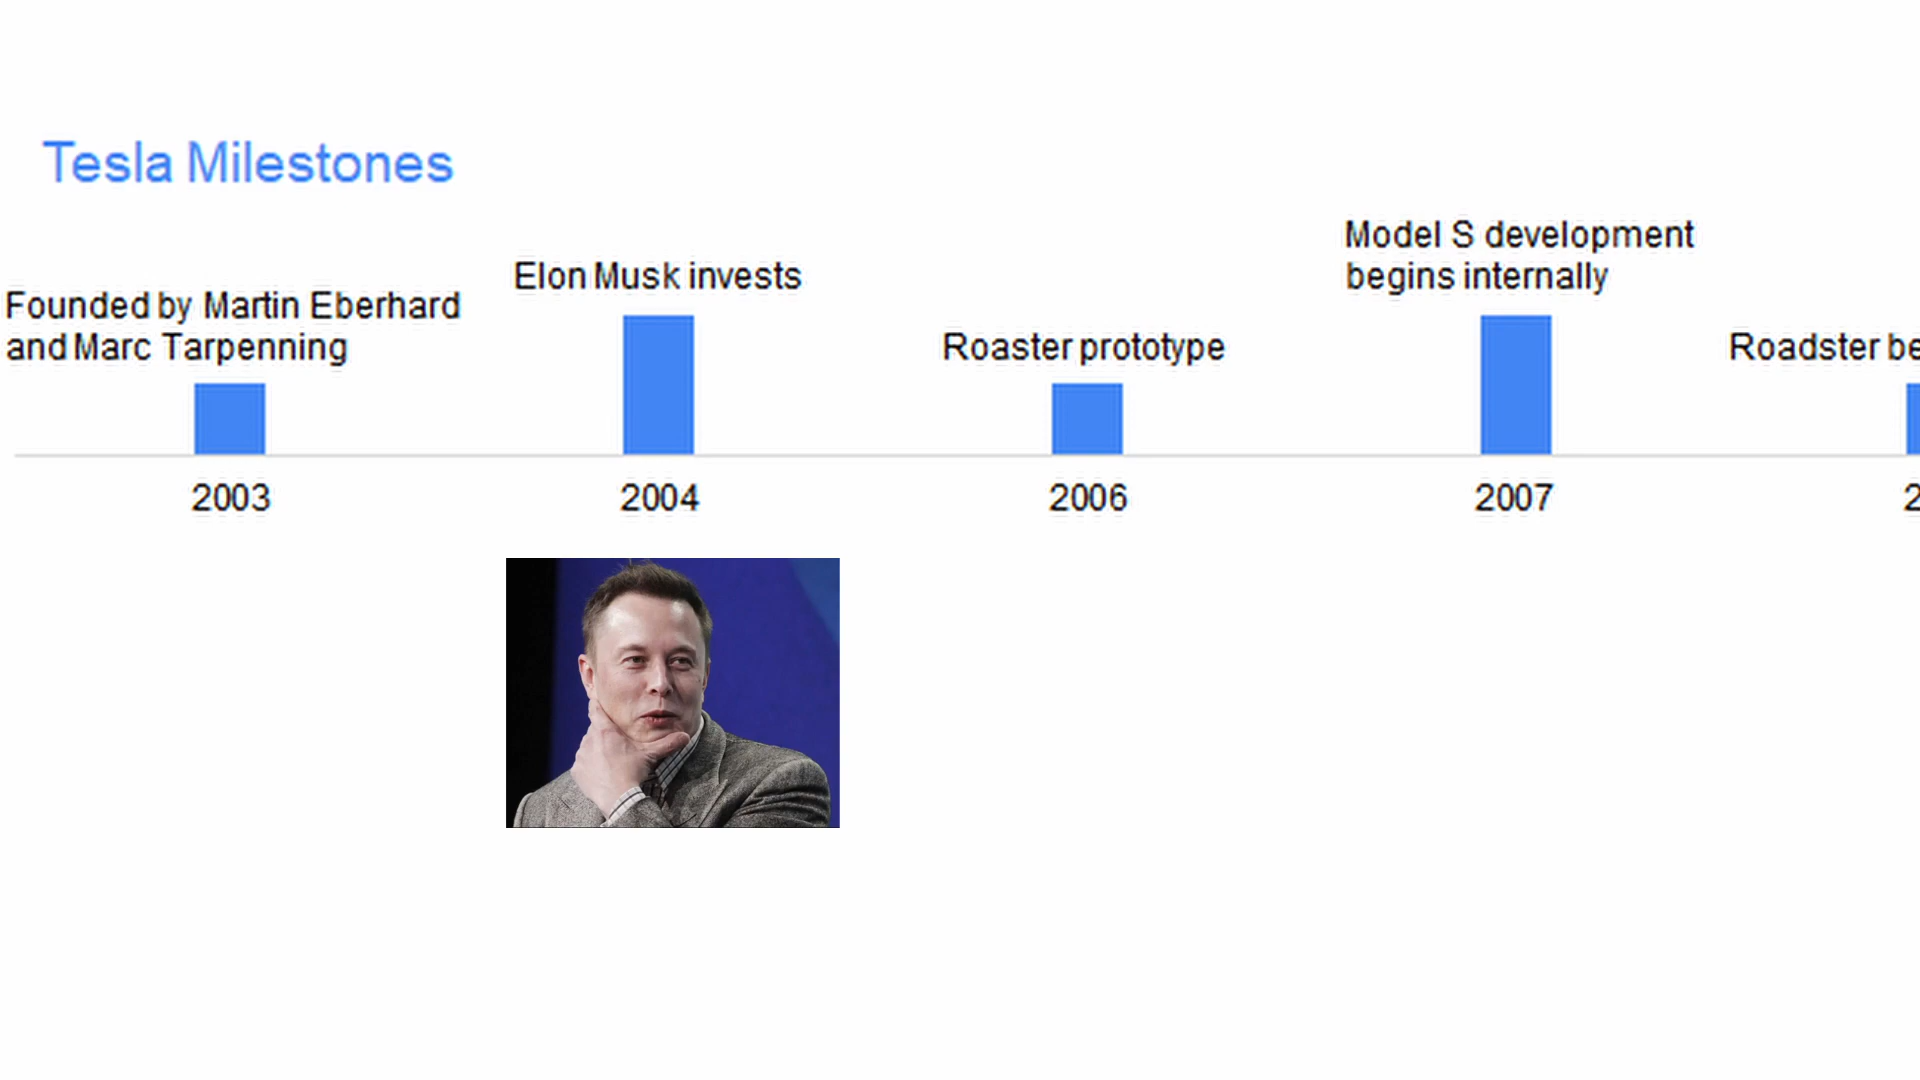 Tesla Milestones
Founded by Martin Eberhard
and Marc Tarpenning
Elon Musk invests
Roaster prototype
Model S development
begins internally
Roadster
2003
2004
2006
2007